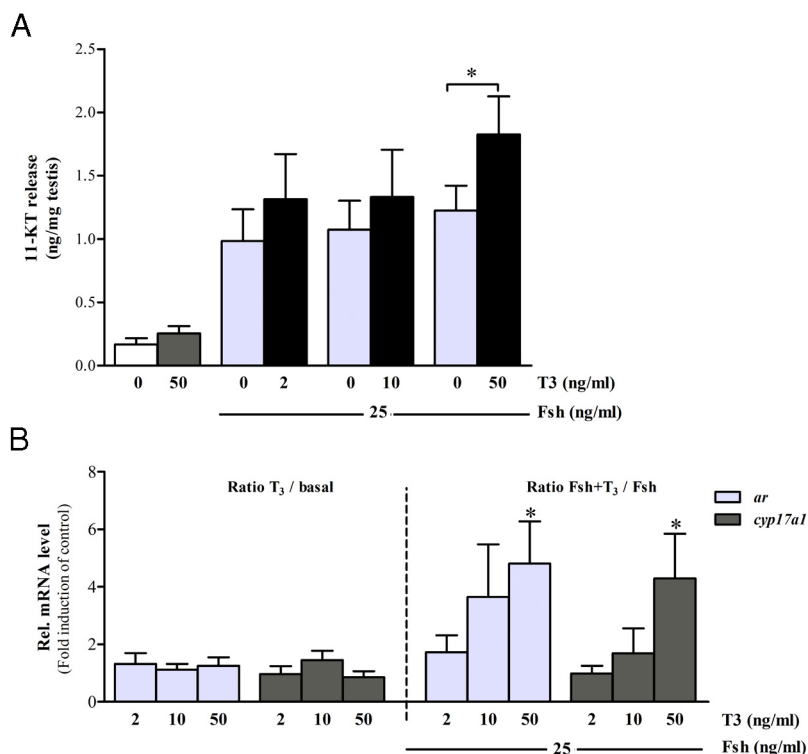 A
2.5
2.0
1.5
1.0
0.5
0.0
11-KT release
(ng/mg testis)
*
0 50 0 2 0 10 0 50 T3 (ng/ml)
25 Fsh (ng/ml)
B
8
6
4
2
0
Rel. mRNA level
(Fold induction of control)
Ratio T3 / basal Ratio Fsh+T3 / Fsh
ar
cyp17a1
* *
2 10 50 2 10 50 2 10 50 2 10 50 T3 (ng/ml)
25 Fsh (ng/ml)